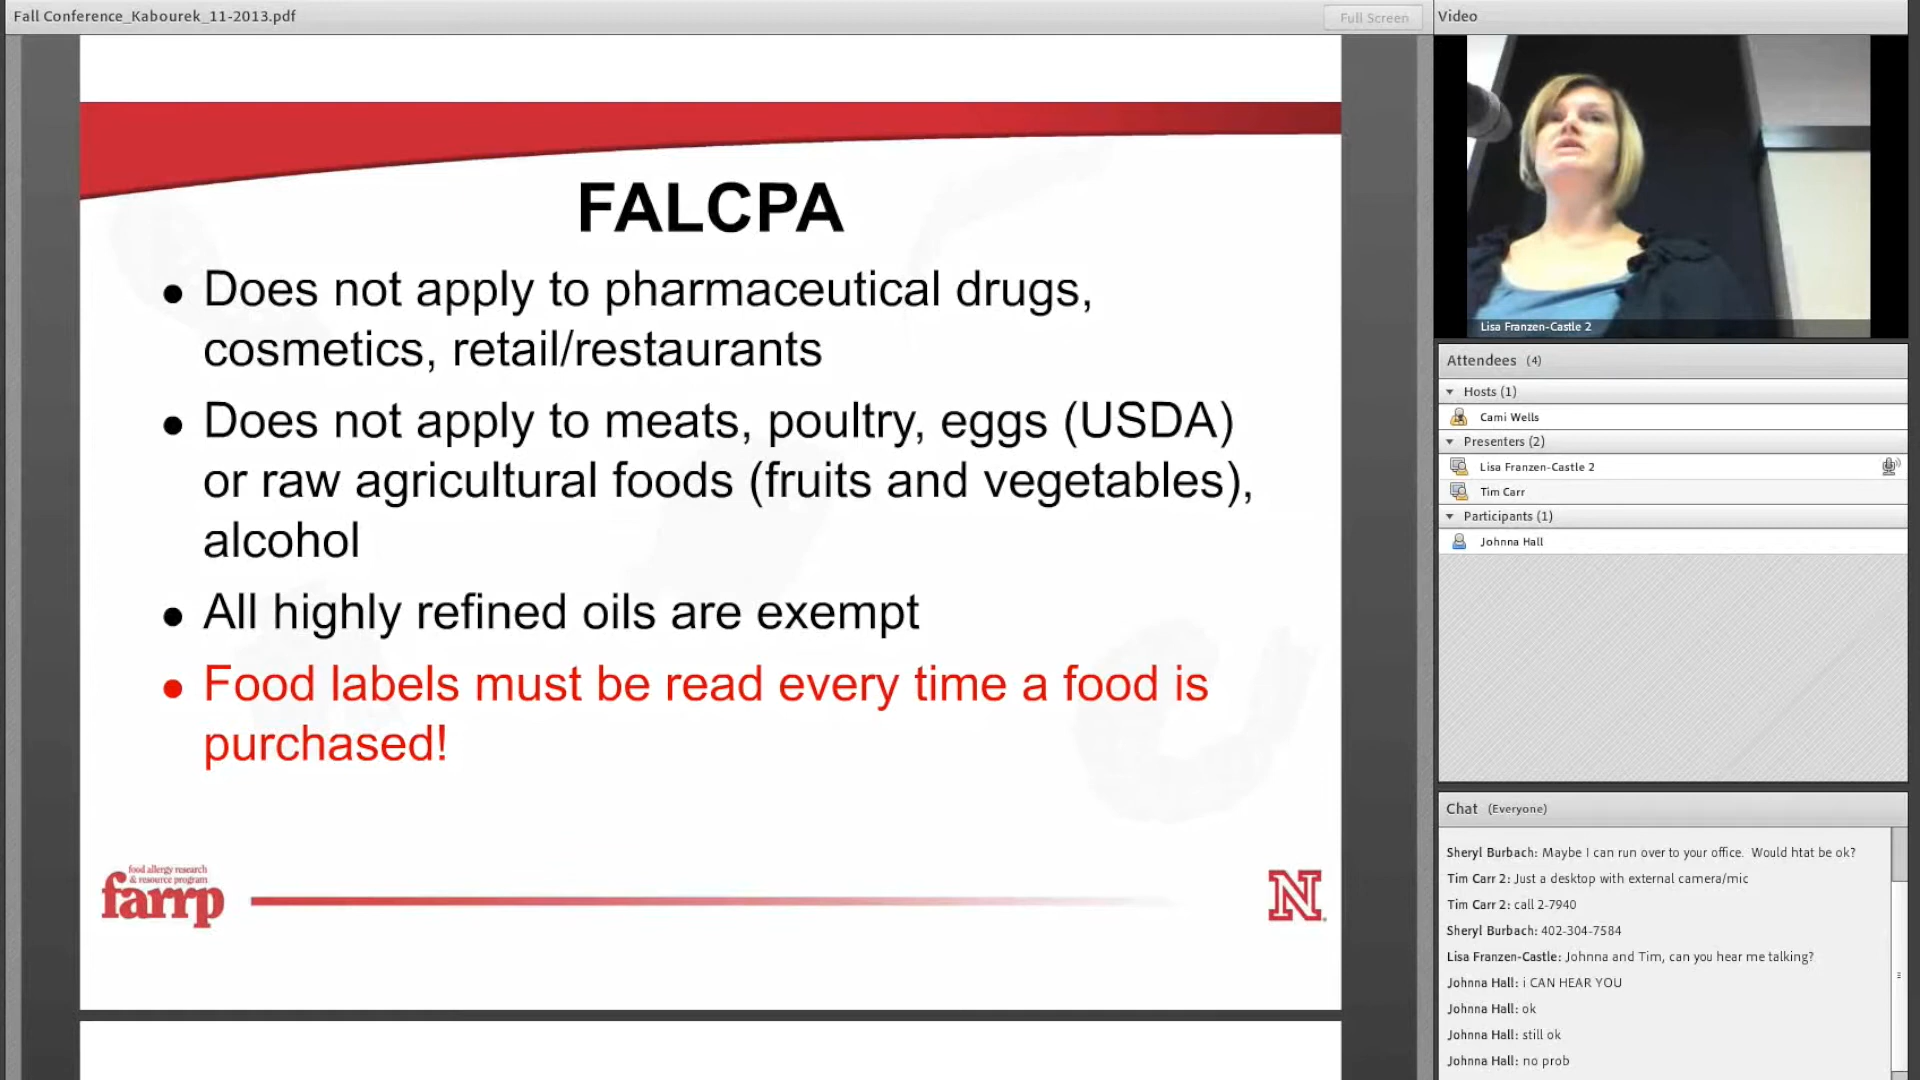 Fall Conference_Kabourek_11-2013.pdf
Full Screen
FALCPA
• Does not apply to pharmaceutical drugs,
cosmetics, retail/restaurants
• Does not apply to meats, poultry, eggs (USDA)
or raw agricultural foods (fruits and vegetables),
alcohol
• All highly refined oils are exempt
• Food labels must be read every time a food is
purchased!
food allergy research
& resource program
farrp
N
Video
Lisa Franzen-Castle 2
Attendees (4)
Hosts (1)
Cami Wells
Presenters (2)
Lisa Franzen-Castle 2
Tim Carr
Participants (1)
Johnna Hall
Chat (Everyone)
Sheryl Burbach: Maybe I can run over to your office. Would htat be ok?
Tim Carr 2: Just a desktop with external camera/mic
Tim Carr 2: call 2-7940
Sheryl Burbach: 402-304-7584
Lisa Franzen-Castle: Johnna and Tim, can you hear me talking?
Johnna Hall: i CAN HEAR YOU
Johnna Hall: ok
Johnna Hall: still ok
Johnna Hall: no prob